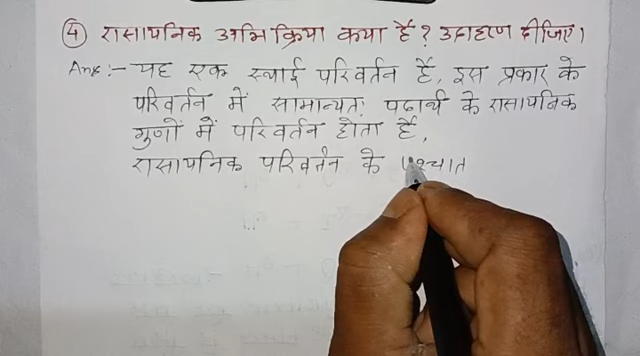 ④ रासायनिक अभिक्रिया क्या है? उदाहरण दीजिए।
Ans:- यह एक स्थाई परिवर्तन है, इस प्रकार के
परिवर्तन में सामान्यतः पदार्थ के रासायनिक
गुणों में परिवर्तन होता है,
रासायनिक परिवर्तन के पश्चात